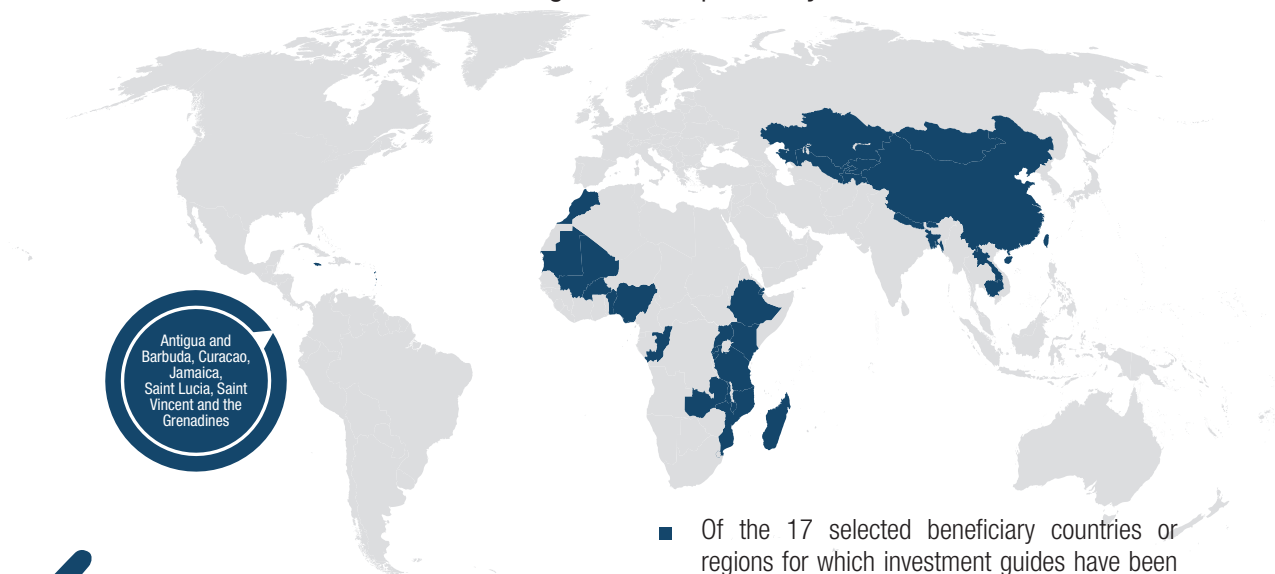 Antigua and
Barbuda, Curacao,
Jamaica,
Saint Lucia, Saint
Vincent and the
Grenadines
Of the 17 selected beneficiary countries or
regions for which investment guides have been